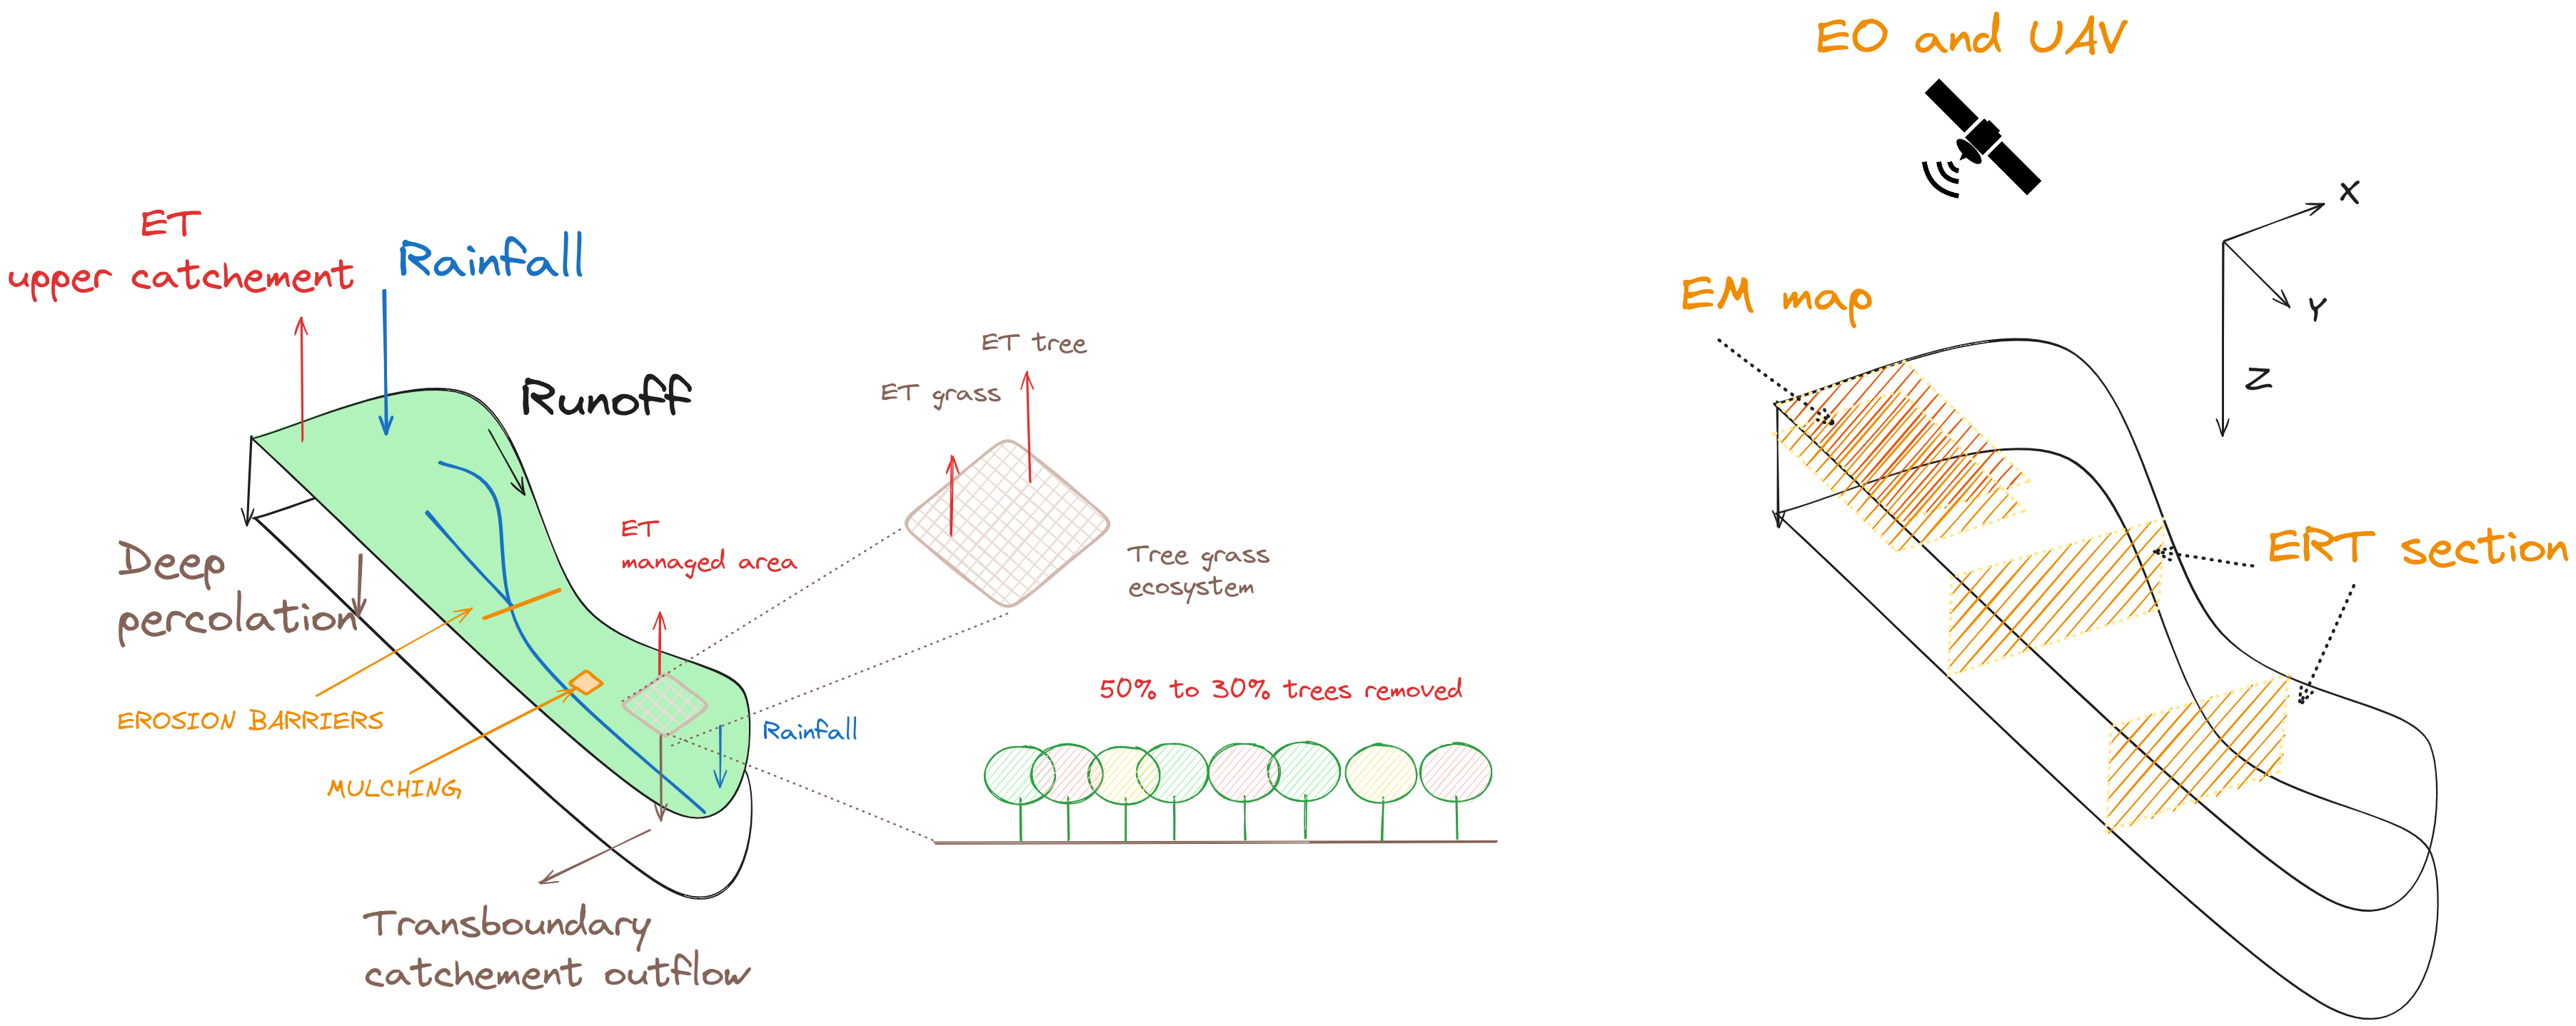 EO and UAV
X
Y
Z
ET
upper catchement
Rainfall
EM map
Runoff
ET tree
ET grass
ET
managed area
Tree grass
ecosystem
Deep
percolation
ERT section
EROSION BARRIERS
MULCHING
Rainfall
50% to 30% trees removed
Transboundary
catchement outflow